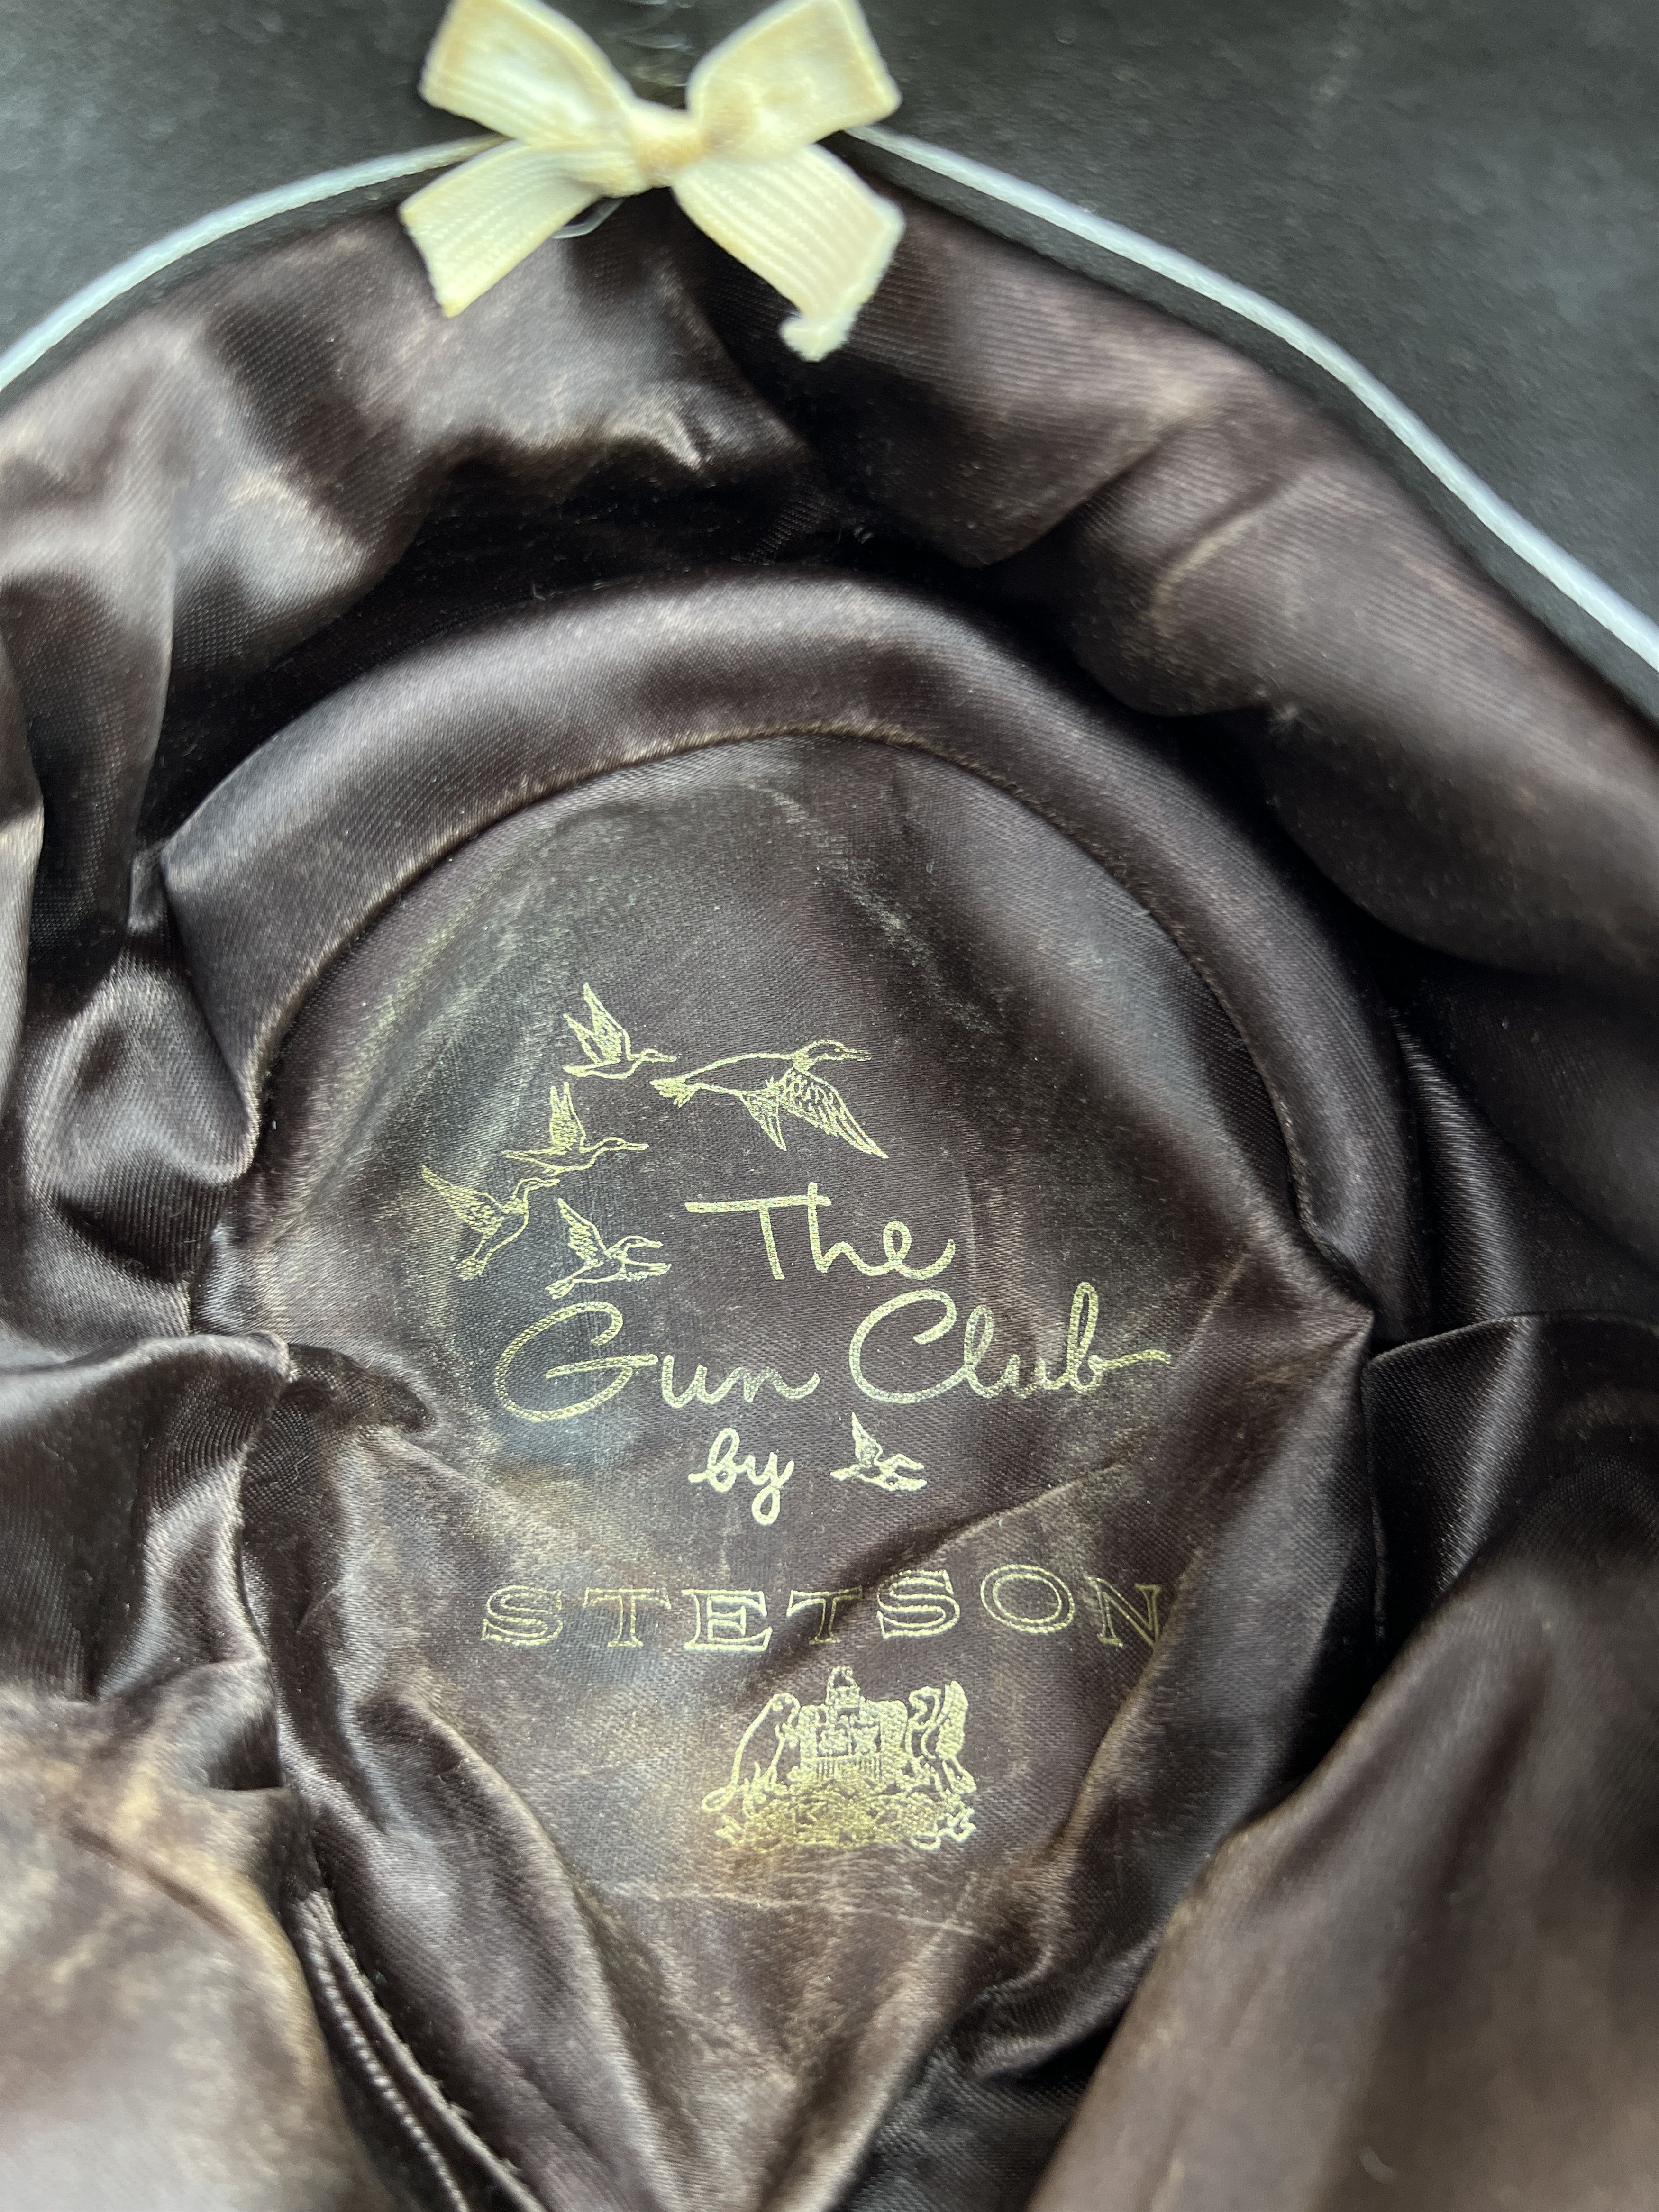 The
Gun Club
by
STETSON